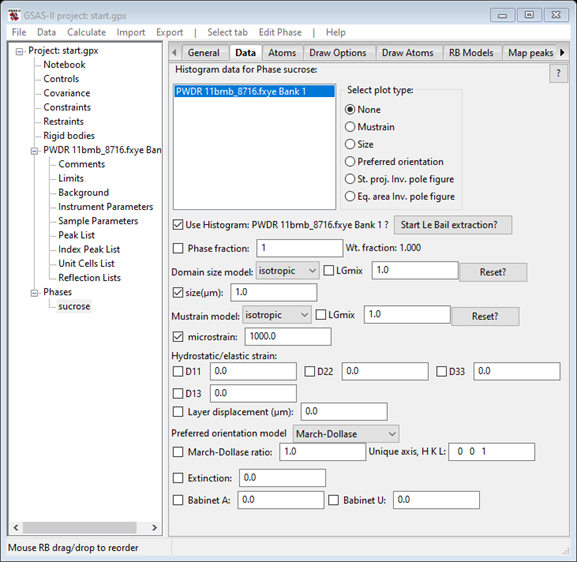 GSAS-II project: start.gpx
File Data Calculate Import Export | Select tab Edit Phase | Help
Project: start.gpx
Notebook
Controls
Covariance
Constraints
Restraints
Rigid bodies
PWDR 11bmb_8716.fxye Ban
Comments
Limits
Background
Instrument Parameters
Sample Parameters
Peak List
Index Peak List
Unit Cells List
Reflection Lists
Phases
sucrose
General Data Atoms Draw Options Draw Atoms RB Models Map peaks
Histogram data for Phase sucrose: ?
PWDR 11bmb_8716.fxye Bank 1
Select plot type:
None
Mustrain
Size
Preferred orientation
St. proj. Inv. pole figure
Eq. area Inv. pole figure
Use Histogram: PWDR 11bmb_8716.fxye Bank 1 ? Start Le Bail extraction?
Phase fraction: 1 Wt. fraction: 1.000
Domain size model: isotropic LGmix 1.0 Reset?
size(μm): 1.0
Mustrain model: isotropic LGmix 1.0 Reset?
microstrain: 1000.0
Hydrostatic/elastic strain:
D11 0.0 D22 0.0 D33 0.0
D13 0.0
Layer displacement (μm): 0.0
Preferred orientation model March-Dollase
March-Dollase ratio: 1.0 Unique axis, H K L: 0 0 1
Extinction: 0.0
Babinet A: 0.0 Babinet U: 0.0
Mouse RB drag/drop to reorder